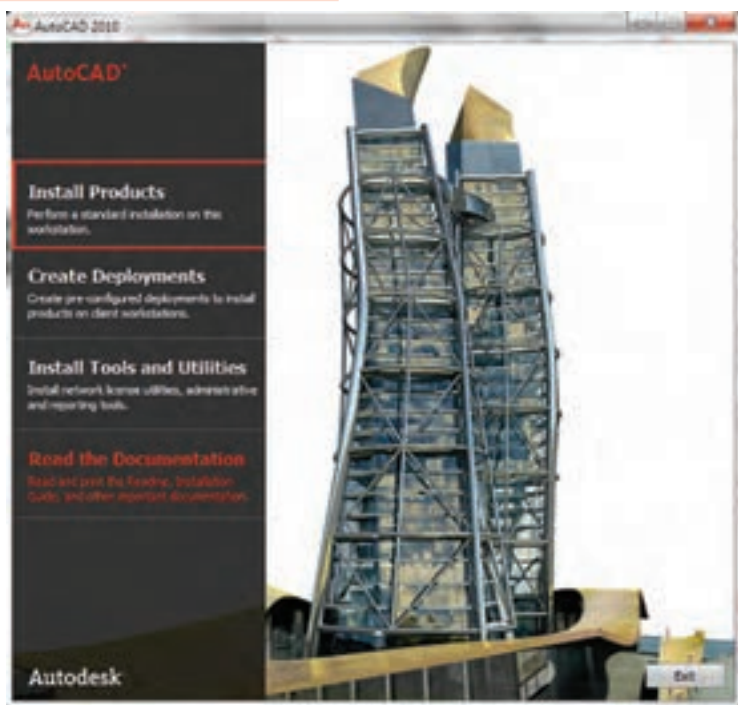 AutoCAD 2010
AutoCAD®
Install Products
Perform a standard installation on this
workstation.
Create Deployments
Create pre-configured deployments to install
products on client workstations.
Install Tools and Utilities
Install network license utilities, administrative
and reporting tools.
Read the Documentation
Read and print the Readme, Installation
Guide, and other important documentation.
Autodesk
Exit